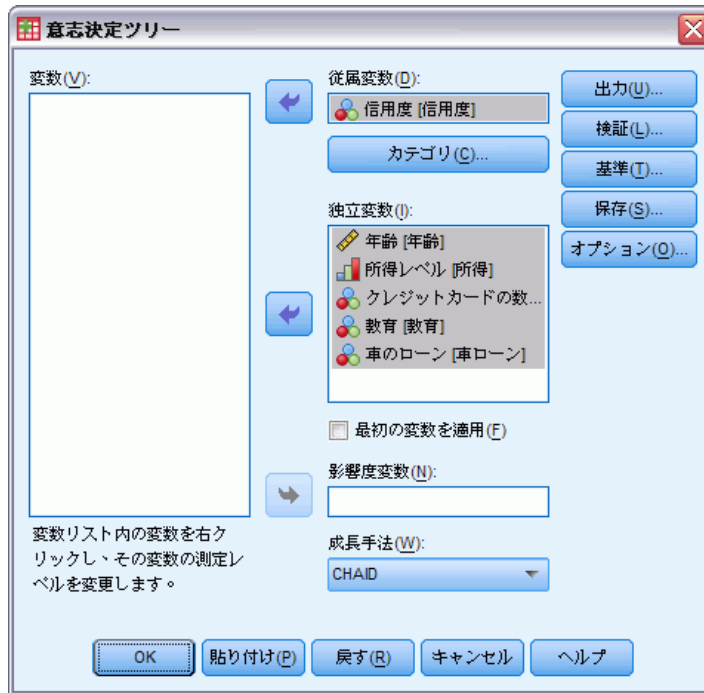 意志決定ツリー
変数(V):
従属変数(D):
信用度 [信用度]
カテゴリ(C)...
独立変数(I):
年齢 [年齢]
所得レベル [所得]
クレジットカードの数...
教育 [教育]
車のローン [車ローン]
最初の変数を適用(F)
影響度変数(N):
成長手法(W):
CHAID
変数リスト内の変数を右ク
リックし、その変数の測定レ
ベルを変更します。
出力(U)...
検証(L)...
基準(T)...
保存(S)...
オプション(O)...
OK
貼り付け(P)
戻す(R)
キャンセル
ヘルプ